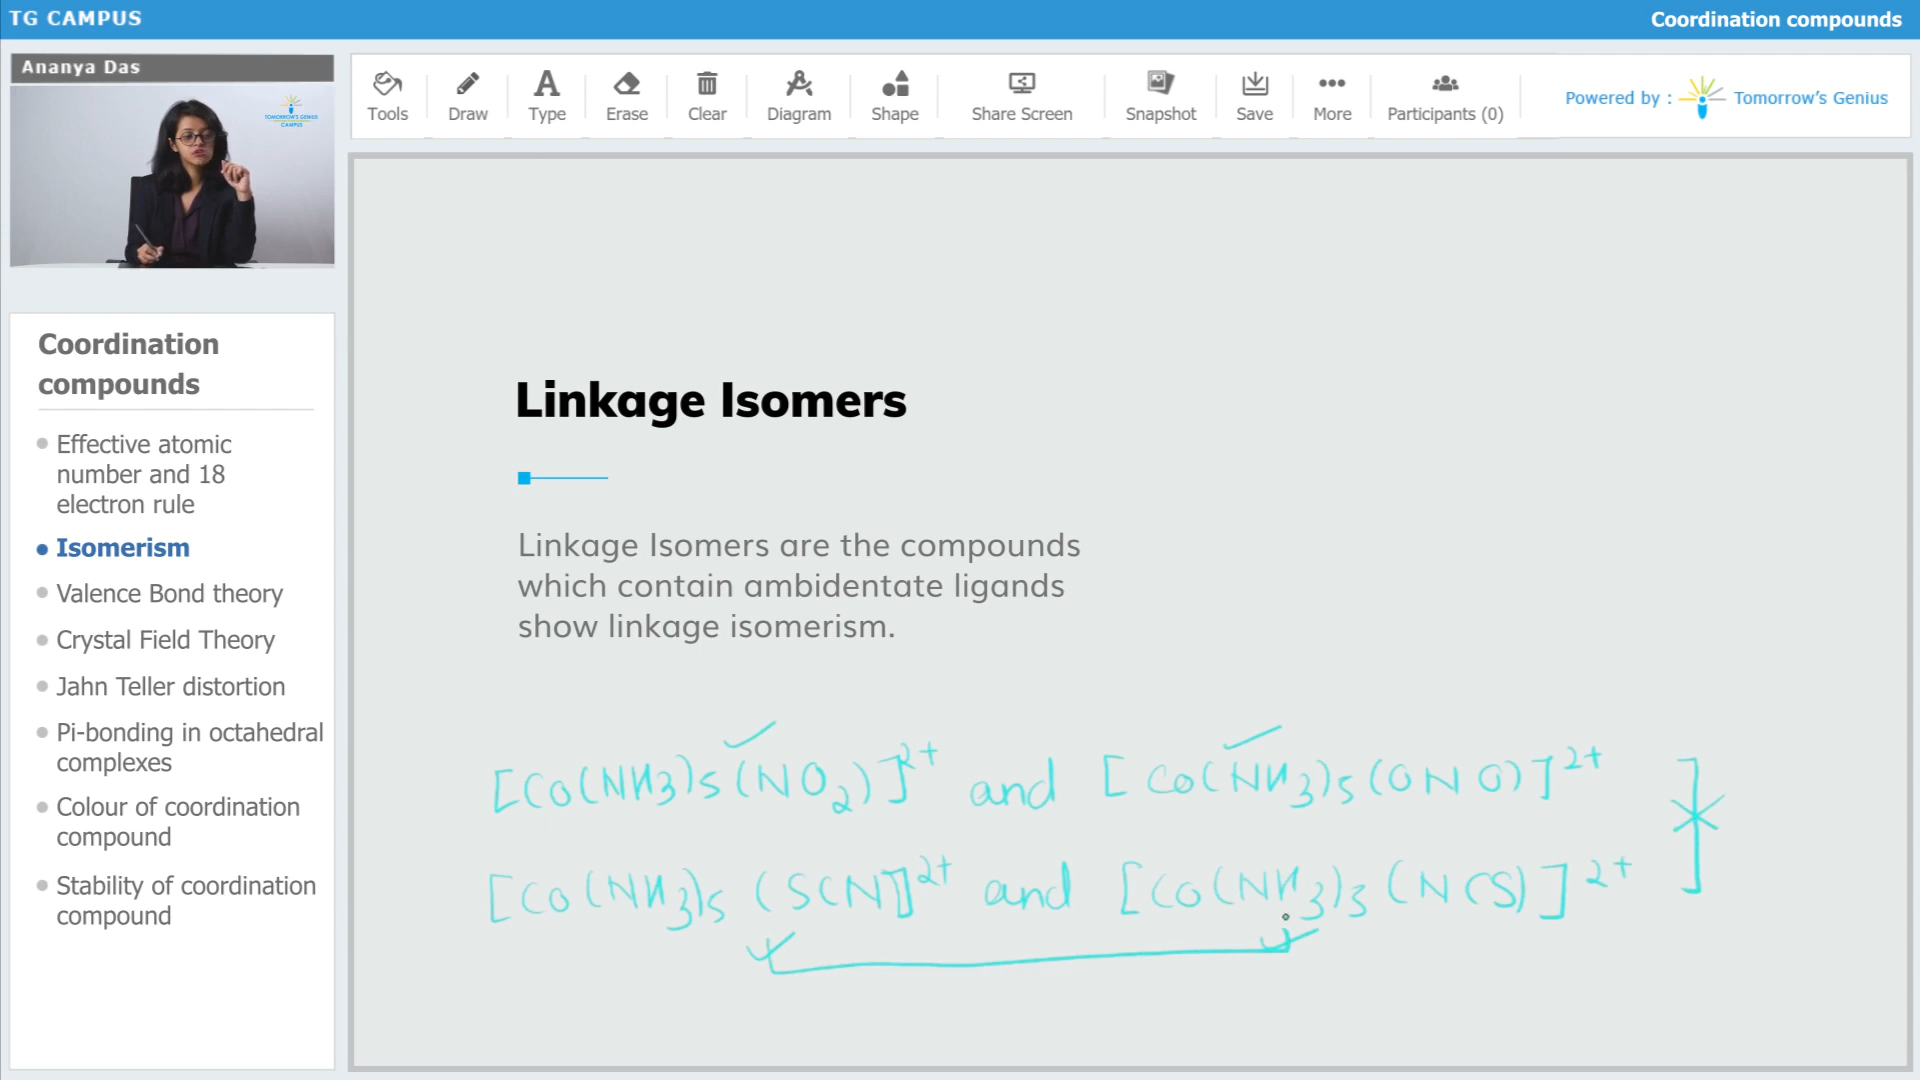 TG CAMPUS
Coordination compounds
Ananya Das
TOMORROW'S GENIUS
CAMPUS
Tools
Draw
Type
Erase
Clear
Diagram
Shape
Share Screen
Snapshot
Save
More
Participants (0)
Powered by :
Tomorrow's Genius
Coordination
compounds
Effective atomic
number and 18
electron rule
Isomerism
Valence Bond theory
Crystal Field Theory
Jahn Teller distortion
Pi-bonding in octahedral
complexes
Colour of coordination
compound
Stability of coordination
compound
Linkage Isomers
Linkage Isomers are the compounds
which contain ambidentate ligands
show linkage isomerism.
[Co(NH3)5(NO2)]2+ and [Co(NH3)5(ONO)]2+
[Co(NH3)5 (SCN)]2+ and [Co(NH3)3(NCS)]2+